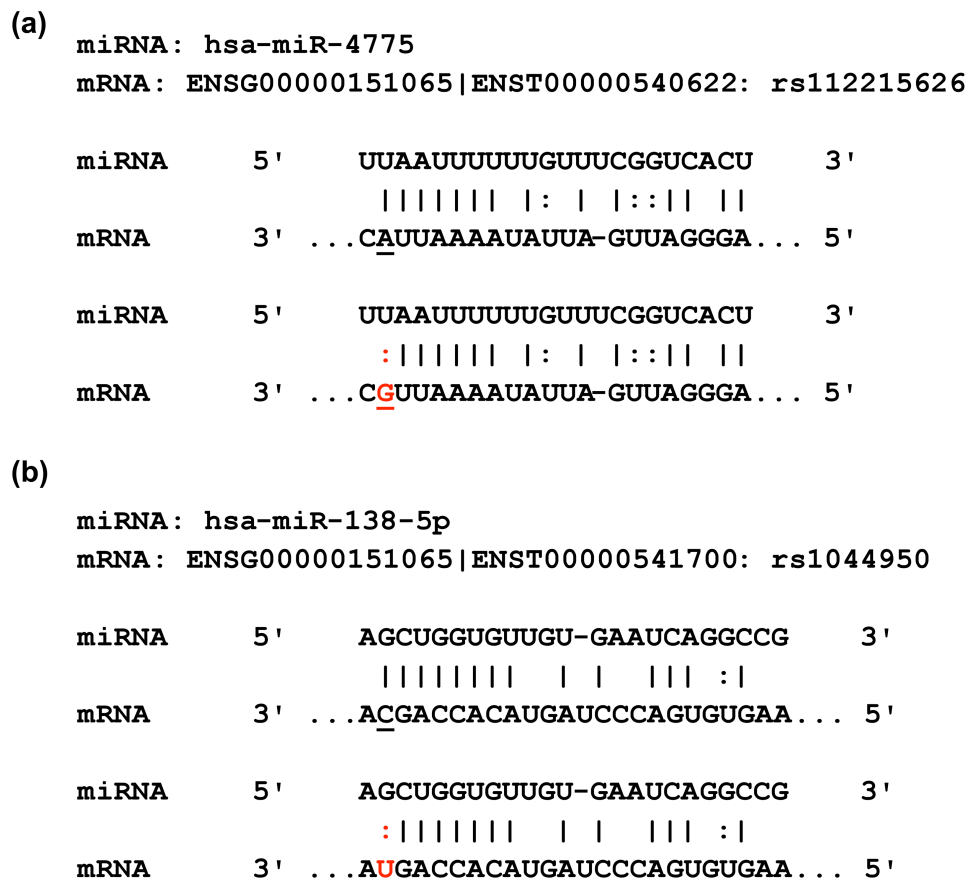 (a)
miRNA: hsa-miR-4775
mRNA: ENSG00000151065|ENST00000540622: rs112215626
miRNA 5' UUAAUUUUUUGUUUCGGUCACU 3'
||||||| |: | |::|| ||
mRNA 3' ...CAUUAAAAUAUUA-GUUAGGGA... 5'
miRNA 5' UUAAUUUUUUGUUUCGGUCACU 3'
:|||||| |: | |::|| ||
mRNA 3' ...CGUUAAAAUAUUA-GUUAGGGA... 5'
(b)
miRNA: hsa-miR-138-5p
mRNA: ENSG00000151065|ENST00000541700: rs1044950
miRNA 5' AGCUGGUGUUGU-GAAUCAGGCCG 3'
|||||||| | | ||| :|
mRNA 3' ...ACGACCACAUGAUCCCAGUGUGAA... 5'
miRNA 5' AGCUGGUGUUGU-GAAUCAGGCCG 3'
:||||||| | | ||| :|
mRNA 3' ...AUGACCACAUGAUCCCAGUGUGAA... 5'